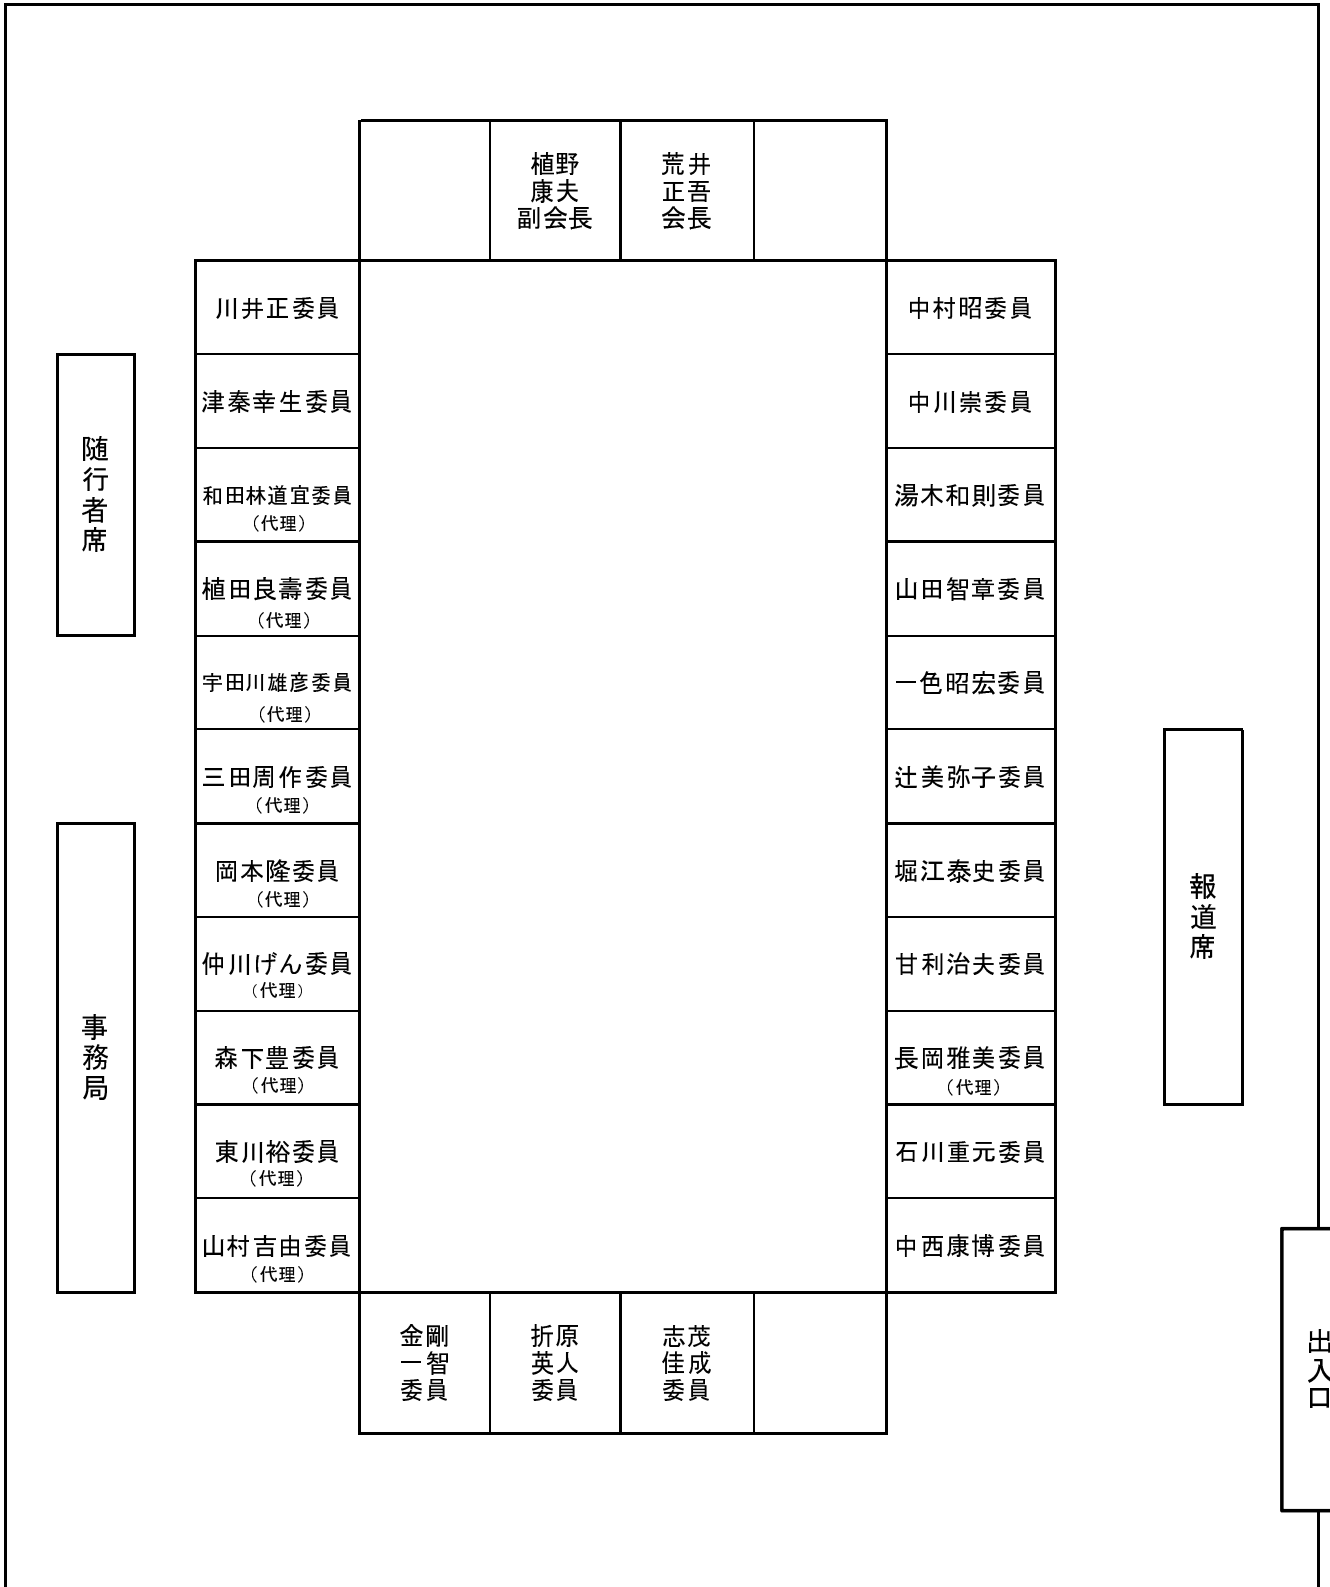 植野
康夫
副会長
荒井
正吾
会長
川井正委員
津秦幸生委員
和田林道宜委員
（代理）
植田良壽委員
（代理）
宇田川雄彦委員
（代理）
三田周作委員
（代理）
岡本隆委員
（代理）
仲川げん委員
（代理）
森下豊委員
（代理）
東川裕委員
（代理）
山村吉由委員
（代理）
中村昭委員
中川崇委員
湯木和則委員
山田智章委員
一色昭宏委員
辻美弥子委員
堀江泰史委員
甘利治夫委員
長岡雅美委員
（代理）
石川重元委員
中西康博委員
金剛
一智
委員
折原
英人
委員
志茂
佳成
委員
随行者席
事務局
報道席
出入口